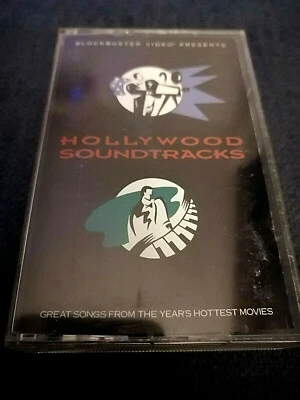 BLOCKBUSTER VIDEO PRESENTS
HOLLYWOOD
SOUNDTRACKS
GREAT SONGS FROM THE YEAR'S HOTTEST MOVIES